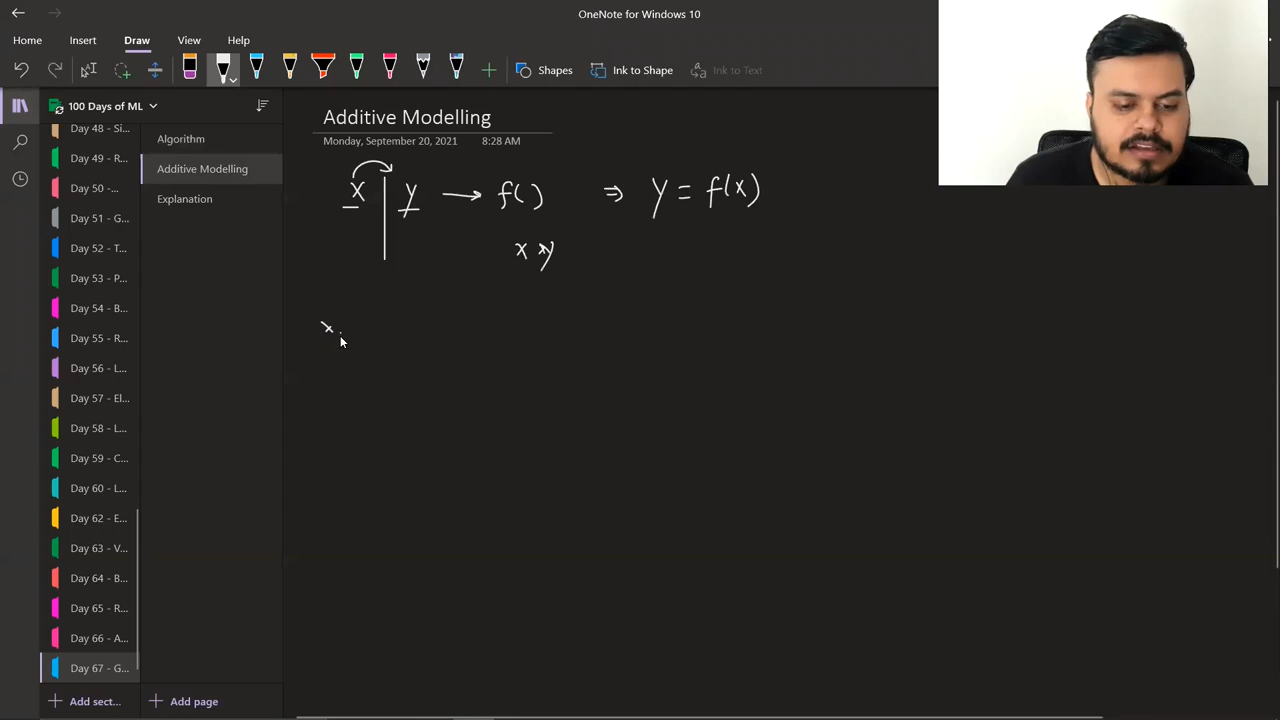 OneNote for Windows 10
Home Insert Draw View Help
Shapes Ink to Shape Ink to Text
100 Days of ML
Day 48 - Si...
Day 49 - R...
Day 50 -...
Day 51 - G...
Day 52 - T...
Day 53 - P...
Day 54 - B...
Day 55 - R...
Day 56 - L...
Day 57 - El...
Day 58 - L...
Day 59 - C...
Day 60 - L...
Day 62 - E...
Day 63 - V...
Day 64 - B...
Day 65 - R...
Day 66 - A...
Day 67 - G...
Add sect...
Algorithm
Additive Modelling
Explanation
Add page
Additive Modelling
Monday, September 20, 2021 8:28 AM
x | y → f( ) ⇒ y = f(x)
x